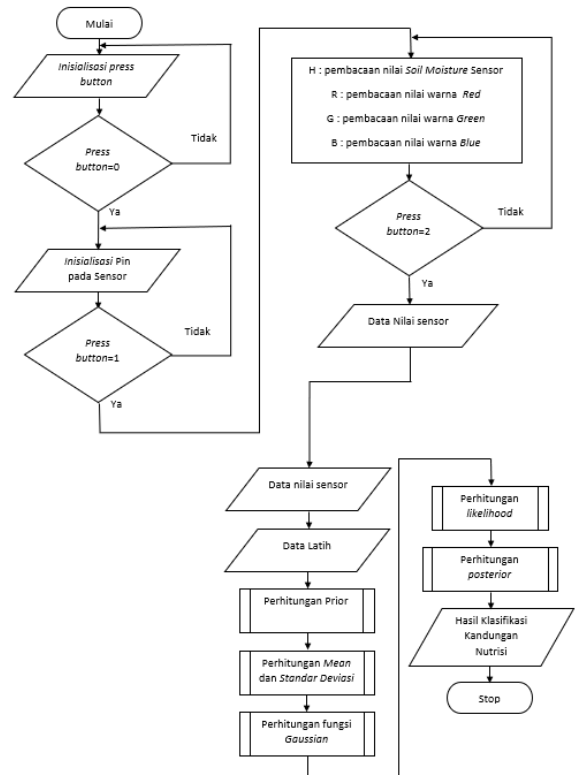 Mulai
Inisialisasi press
button
Press
button=0
Tidak
Ya
Inisialisasi Pin
pada Sensor
Press
button=1
Tidak
Ya
H : pembacaan nilai Soil Moisture Sensor
R : pembacaan nilai warna Red
G : pembacaan nilai warna Green
B : pembacaan nilai warna Blue
Press
button=2
Tidak
Ya
Data Nilai sensor
Data nilai sensor
Data Latih
Perhitungan Prior
Perhitungan Mean
dan Standar Deviasi
Perhitungan fungsi
Gaussian
Perhitungan
likelihood
Perhitungan
posterior
Hasil Klasifikasi
Kandungan
Nutrisi
Stop